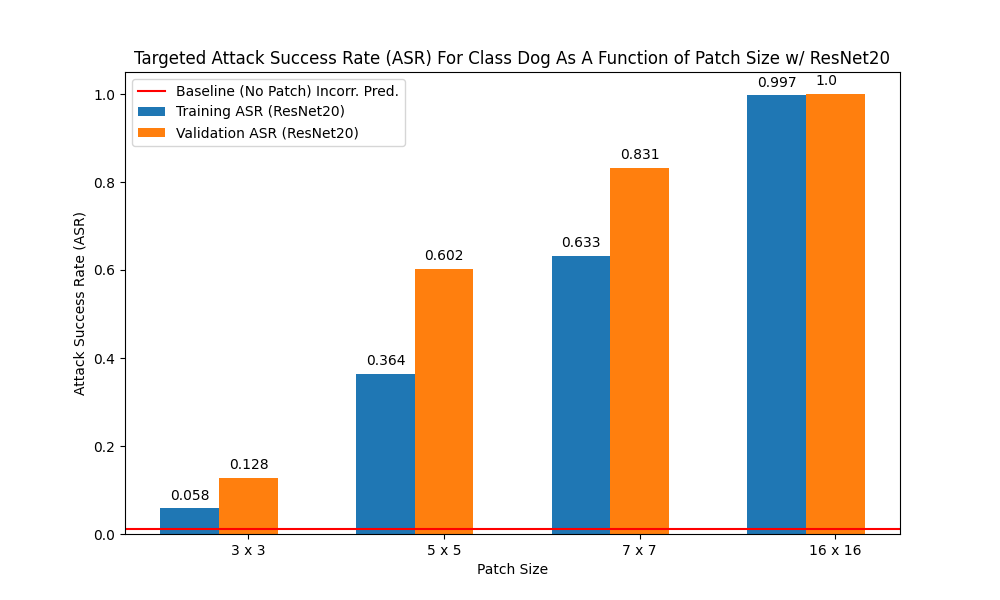 Targeted Attack Success Rate (ASR) For Class Dog As A Function of Patch Size w/ ResNet20
Baseline (No Patch) Incorr. Pred.
Training ASR (ResNet20)
Validation ASR (ResNet20)
Attack Success Rate (ASR)
1.0
0.8
0.6
0.4
0.2
0.0
0.058
0.128
0.364
0.602
0.633
0.831
0.997
1.0
3 x 3
5 x 5
7 x 7
16 x 16
Patch Size